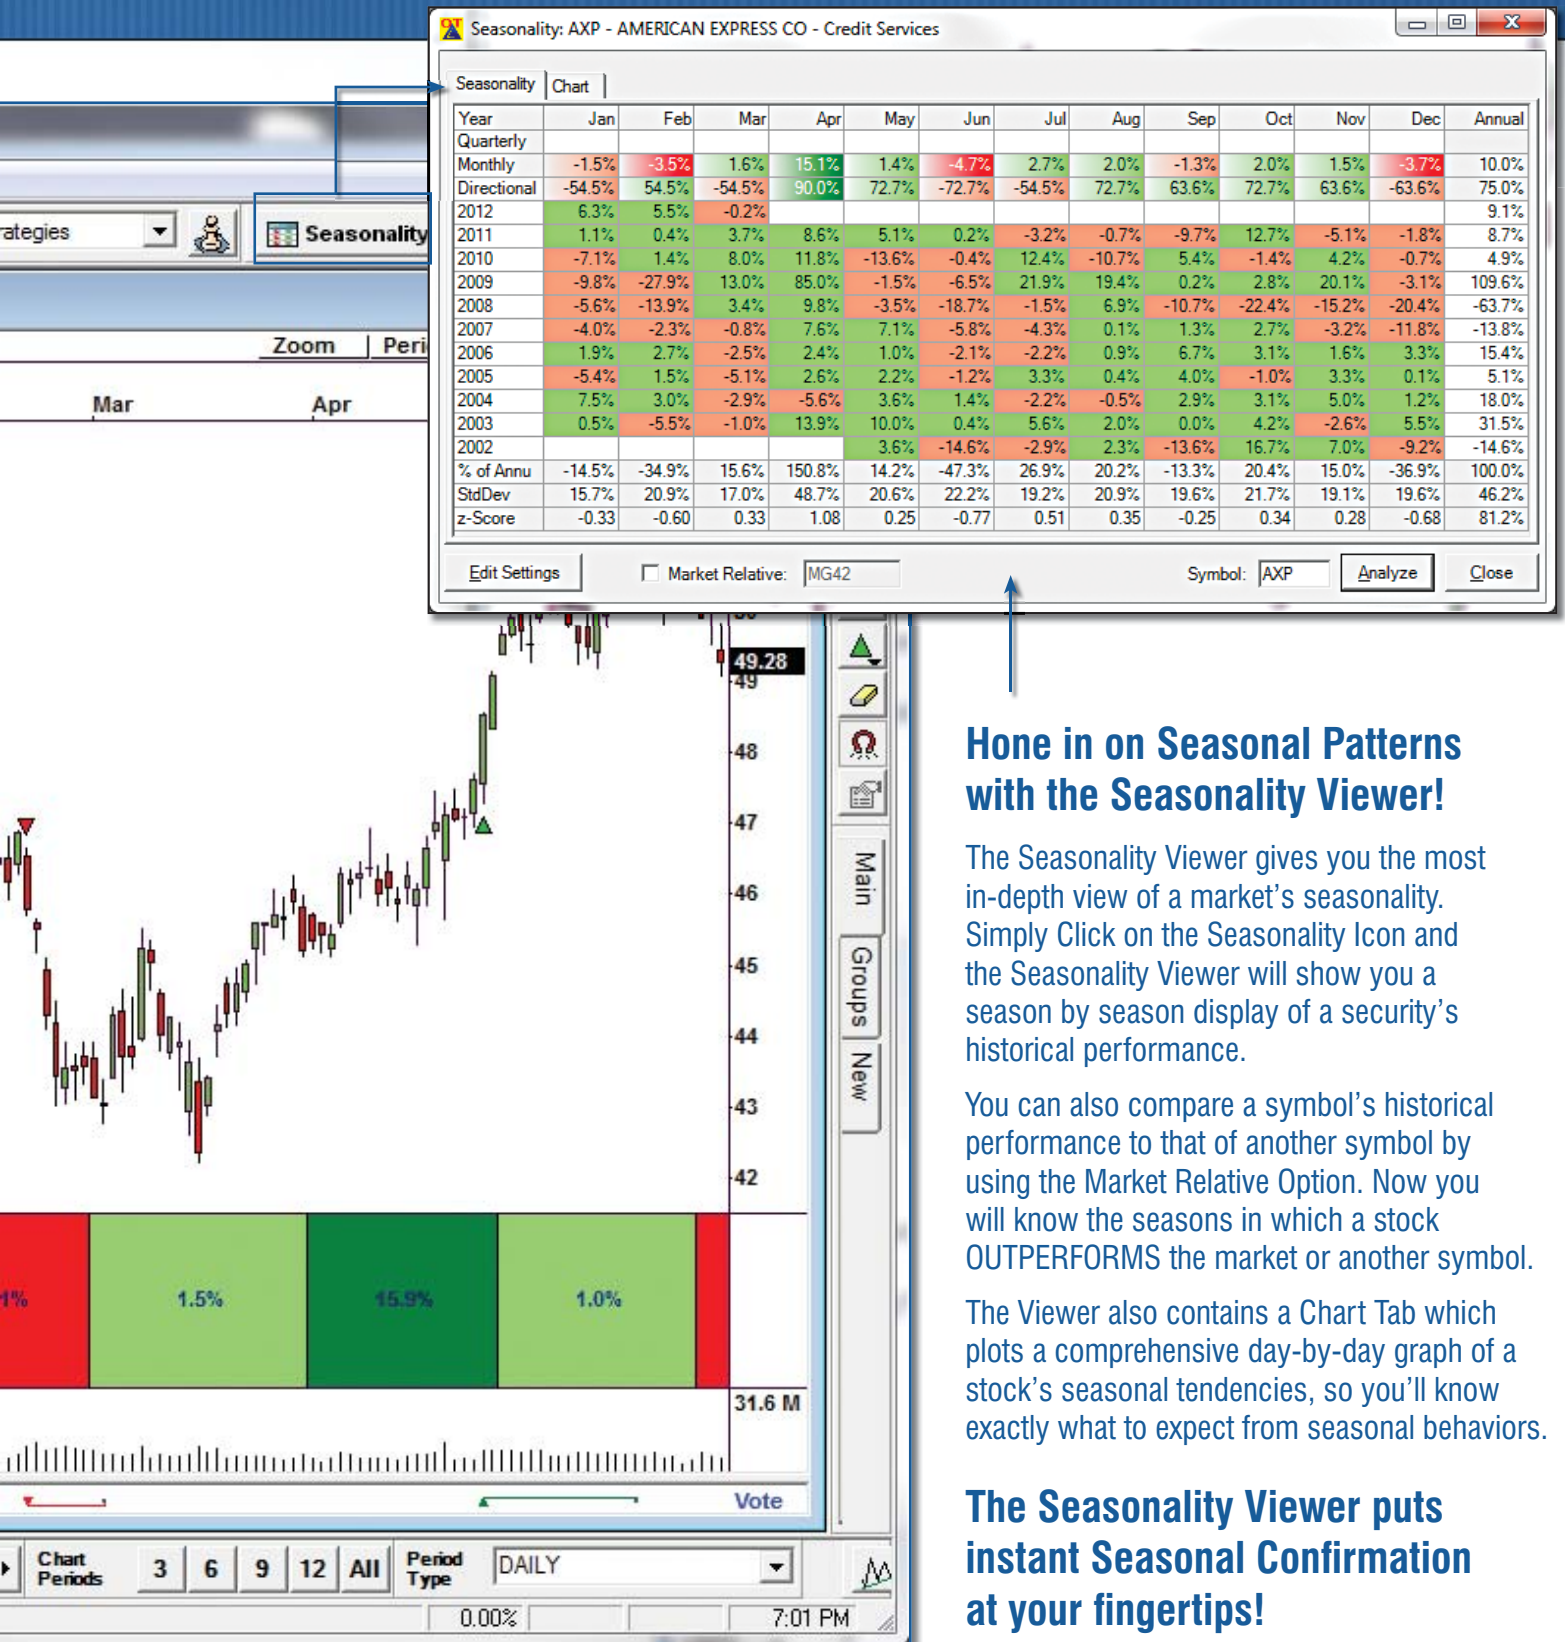 Seasonality: AXP - AMERICAN EXPRESS CO - Credit Services
Seasonality Chart
Year Jan Feb Mar Apr May Jun Jul Aug Sep Oct Nov Dec Annual
Quarterly
Monthly -1.5% -3.5% 1.6% 15.1% 1.4% -4.7% 2.7% 2.0% -1.3% 2.0% 1.5% -3.7% 10.0%
Directional -54.5% 54.5% -54.5% 90.0% 72.7% -72.7% -54.5% 72.7% 63.6% 72.7% 63.6% -63.6% 75.0%
2012 6.3% 5.5% -0.2% 9.1%
2011 1.1% 0.4% 3.7% 8.6% 5.1% 0.2% -3.2% -0.7% -9.7% 12.7% -5.1% -1.8% 8.7%
2010 -7.1% 1.4% 8.0% 11.8% -13.6% -0.4% 12.4% -10.7% 5.4% -1.4% 4.2% -0.7% 4.9%
2009 -9.8% -27.9% 13.0% 85.0% -1.5% -6.5% 21.9% 19.4% 0.2% 2.8% 20.1% -3.1% 109.6%
2008 -5.6% -13.9% 3.4% 9.8% -3.5% -18.7% -1.5% 6.9% -10.7% -22.4% -15.2% -20.4% -63.7%
2007 -4.0% -2.3% -0.8% 7.6% 7.1% -5.8% -4.3% 0.1% 1.3% 2.7% -3.2% -11.8% -13.8%
2006 1.9% 2.7% -2.5% 2.4% 1.0% -2.1% -2.2% 0.9% 6.7% 3.1% 1.6% 3.3% 15.4%
2005 -5.4% 1.5% -5.1% 2.6% 2.2% -1.2% 3.3% 0.4% 4.0% -1.0% 3.3% 0.1% 5.1%
2004 7.5% 3.0% -2.9% -5.6% 3.6% 1.4% -2.2% -0.5% 2.9% 3.1% 5.0% 1.2% 18.0%
2003 0.5% -5.5% -1.0% 13.9% 10.0% 0.4% 5.6% 2.0% 0.0% 4.2% -2.6% 5.5% 31.5%
2002 3.6% -14.6% -2.9% 2.3% -13.6% 16.7% 7.0% -9.2% -14.6%
% of Annu -14.5% -34.9% 15.6% 150.8% 14.2% -47.3% 26.9% 20.2% -13.3% 20.4% 15.0% -36.9% 100.0%
StdDev 15.7% 20.9% 17.0% 48.7% 20.6% 22.2% 19.2% 20.9% 19.6% 21.7% 19.1% 19.6% 46.2%
z-Score -0.33 -0.60 0.33 1.08 0.25 -0.77 0.51 0.35 -0.25 0.34 0.28 -0.68 81.2%
Edit Settings Market Relative: MG42 Symbol: AXP Analyze Close
rategies Seasonality
Zoom Peri
Mar Apr
49.28
49
48
47
46
45
44
43
42
Main
Groups
New
1% 1.5% 15.9% 1.0%
31.6 M
Vote
Chart Periods 3 6 9 12 All Period Type DAILY
0.00% 7:01 PM
Hone in on Seasonal Patterns
with the Seasonality Viewer!
The Seasonality Viewer gives you the most
in-depth view of a market's seasonality.
Simply Click on the Seasonality Icon and
the Seasonality Viewer will show you a
season by season display of a security's
historical performance.
You can also compare a symbol's historical
performance to that of another symbol by
using the Market Relative Option. Now you
will know the seasons in which a stock
OUTPERFORMS the market or another symbol.
The Viewer also contains a Chart Tab which
plots a comprehensive day-by-day graph of a
stock's seasonal tendencies, so you'll know
exactly what to expect from seasonal behaviors.
The Seasonality Viewer puts
instant Seasonal Confirmation
at your fingertips!